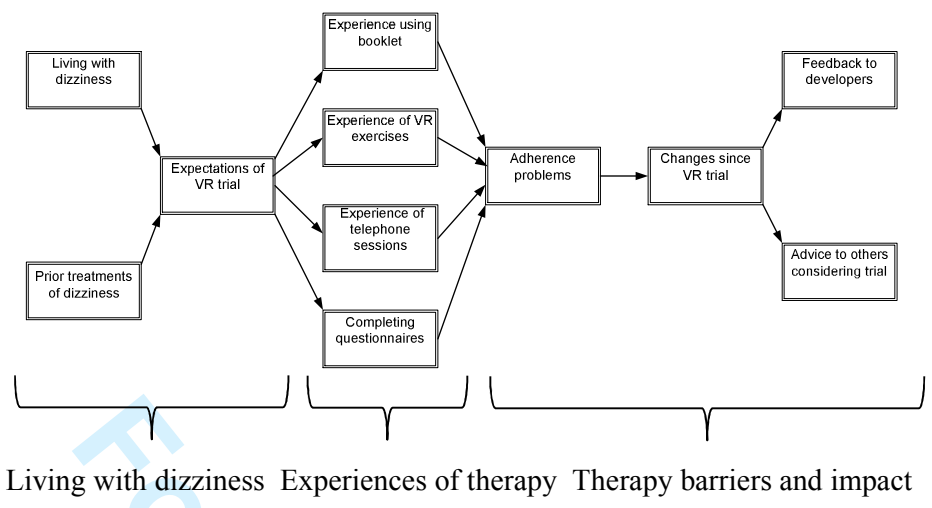 Living with
dizziness
Prior treatments
of dizziness
Expectations of
VR trial
Experience using
booklet
Experience of VR
exercises
Experience of
telephone
sessions
Completing
questionnaires
Adherence
problems
Changes since
VR trial
Feedback to
developers
Advice to others
considering trial
Living with dizziness Experiences of therapy Therapy barriers and impact